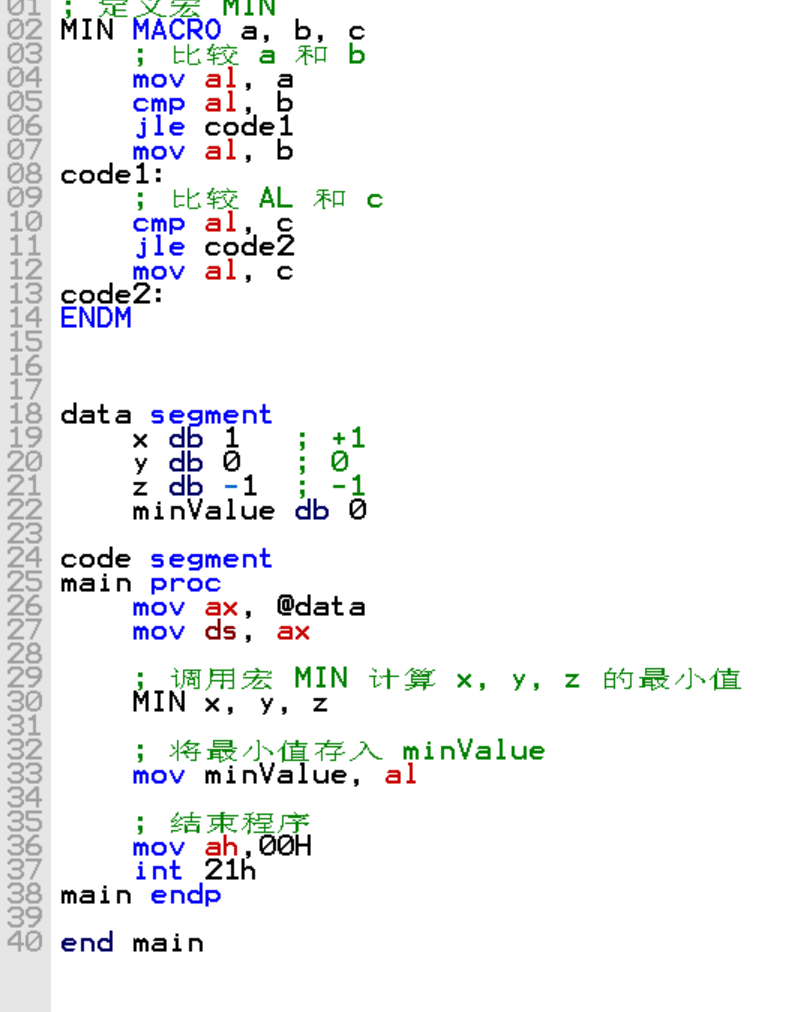 01 ; 定义宏 MIN
02 MIN MACRO a, b, c
03     ; 比较 a 和 b
04     mov al, a
05     cmp al, b
06     jle code1
07     mov al, b
08 code1:
09     ; 比较 AL 和 c
10     cmp al, c
11     jle code2
12     mov al, c
13 code2:
14 ENDM
15
16
17
18 data segment
19     x db 1   ; +1
20     y db 0   ; 0
21     z db -1  ; -1
22     minValue db 0
23
24 code segment
25 main proc
26     mov ax, @data
27     mov ds, ax
28
29     ; 调用宏 MIN 计算 x, y, z 的最小值
30     MIN x, y, z
31
32     ; 将最小值存入 minValue
33     mov minValue, al
34
35     ; 结束程序
36     mov ah,00H
37     int 21h
38 main endp
39
40 end main